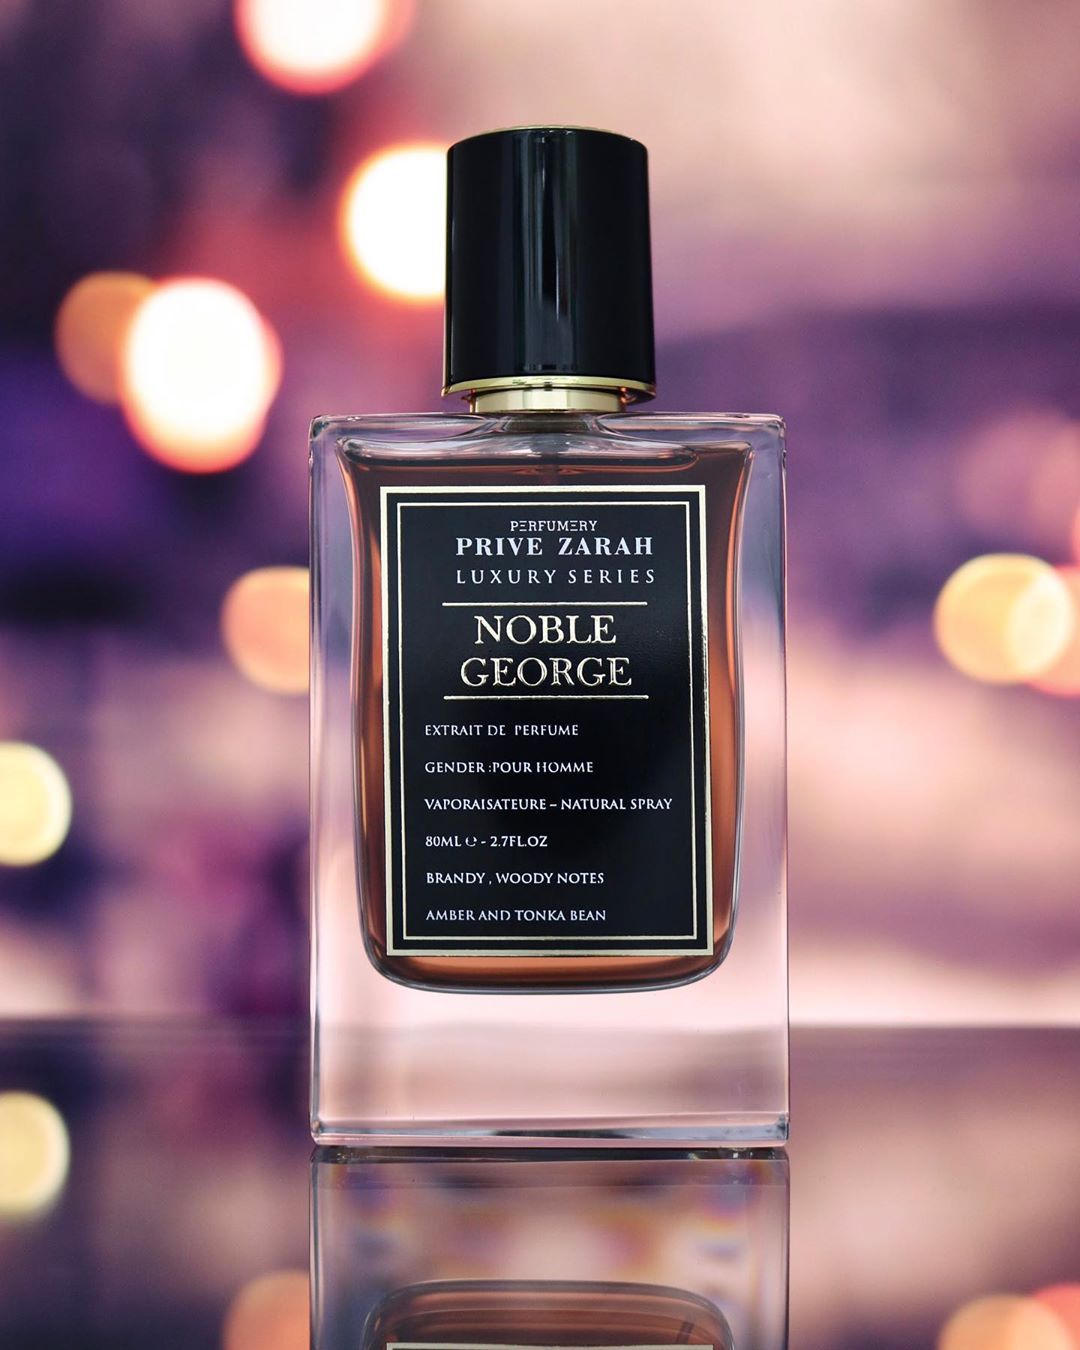 PERFUMERY
PRIVE ZARAH
LUXURY SERIES
NOBLE
GEORGE
EXTRAIT DE PERFUME
GENDER :POUR HOMME
VAPORAISATEURE – NATURAL SPRAY
80ML ℮ - 2.7FL.OZ
BRANDY , WOODY NOTES
AMBER AND TONKA BEAN